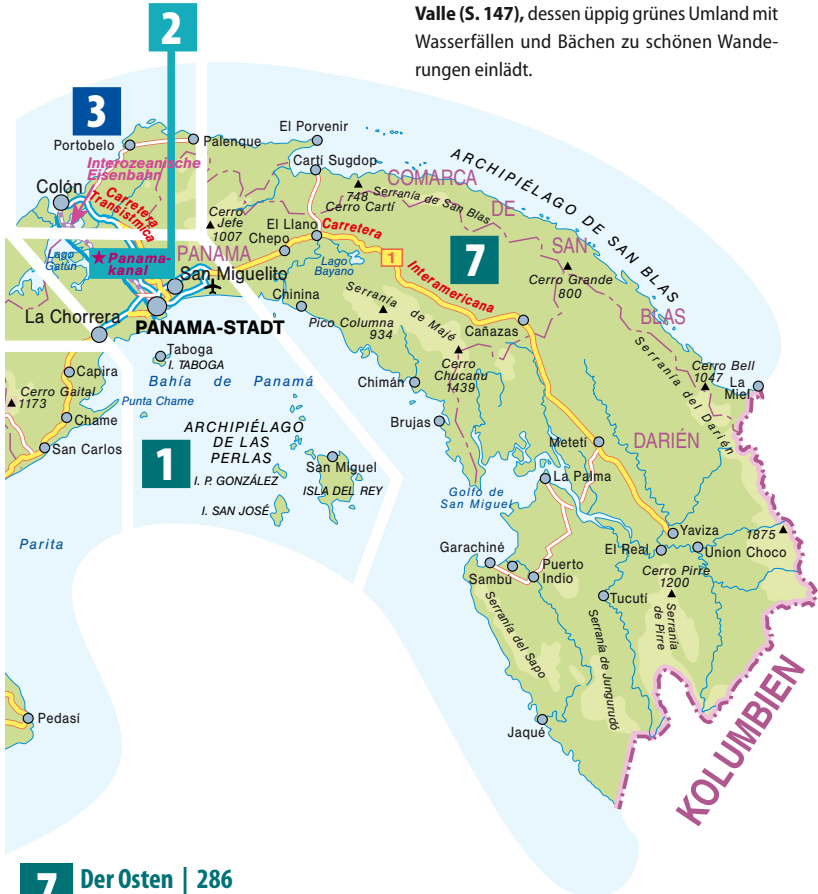 Valle (S. 147), dessen üppig grünes Umland mit
Wasserfällen und Bächen zu schönen Wande-
rungen einlädt.
2
3
El Porvenir
Portobelo
Palenque
Interozeanische
Eisenbahn
Cartí Sugdop
ARCHIPIÉLAGO DE SAN BLAS
Colón
Carretera
Transístmica
748
Cerro Cartí
COMARCA
DE
SAN
BLAS
Serranía de San Blas
Cerro
Jefe
1007
El Llano
Carretera
Interamericana
1
7
Chepo
Lago
Gatún
Panama-
kanal
PANAMA
Lago
Bayano
Cerro Grande
800
San Miguelito
Chinina
Serranía de Majé
La Chorrera
PANAMA-STADT
Pico Columna
934
Cañazas
Taboga
I. TABOGA
Capira
Bahía de Panamá
Chimán
Cerro
Chucanu
1439
Serranía del Darién
Cerro Bell
1047
La
Miel
Cerro Gaital
1173
Punta Chame
Chame
Brujas
ARCHIPIÉLAGO
DE LAS
PERLAS
1
San Carlos
Metetí
DARIÉN
San Miguel
I. P. GONZÁLEZ
ISLA DEL REY
La Palma
I. SAN JOSÉ
Golfo de
San Miguel
Parita
Yaviza
1875
Garachiné
El Real
Union Choco
Sambú
Puerto
Indio
Cerro Pirre
1200
Tucutí
Serranía
de Pirre
Serranía del Sapo
Serranía de Jungurudó
Pedasí
Jaqué
KOLUMBIEN
7
Der Osten | 286